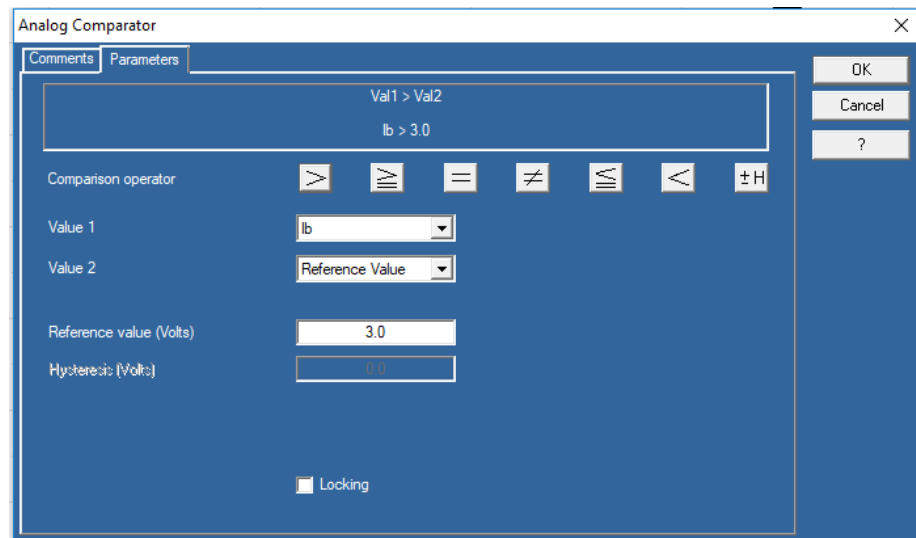 Analog Comparator
Comments Parameters
OK
Cancel
?
Val1 > Val2
Ib > 3.0
Comparison operator > ≧ = ≠ ≦ < ±H
Value 1 Ib
Value 2 Reference Value
Reference value (Volts) 3.0
Hysteresis (Volts) 0.0
Locking